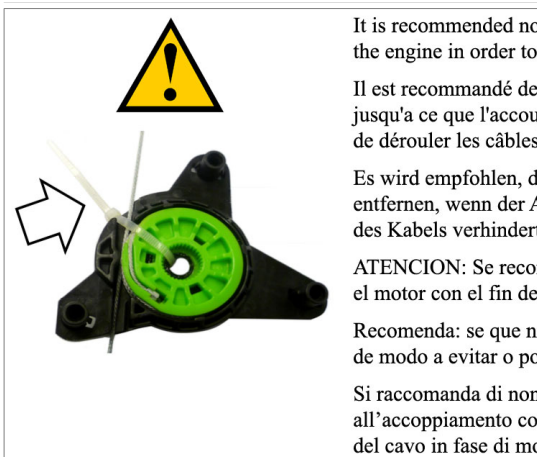 It is recommended
the engine in order to
Il est recommandé de
jusqu'a ce que l'accou
de dérouler les câbles
Es wird empfohlen, d
entfernen, wenn der A
des Kabels verhindert
ATENCION: Se reco
el motor con el fin de
Recomenda: se que n
de modo a evitar o po
Si raccomanda di non
all’accoppiamento co
del cavo in fase di mo